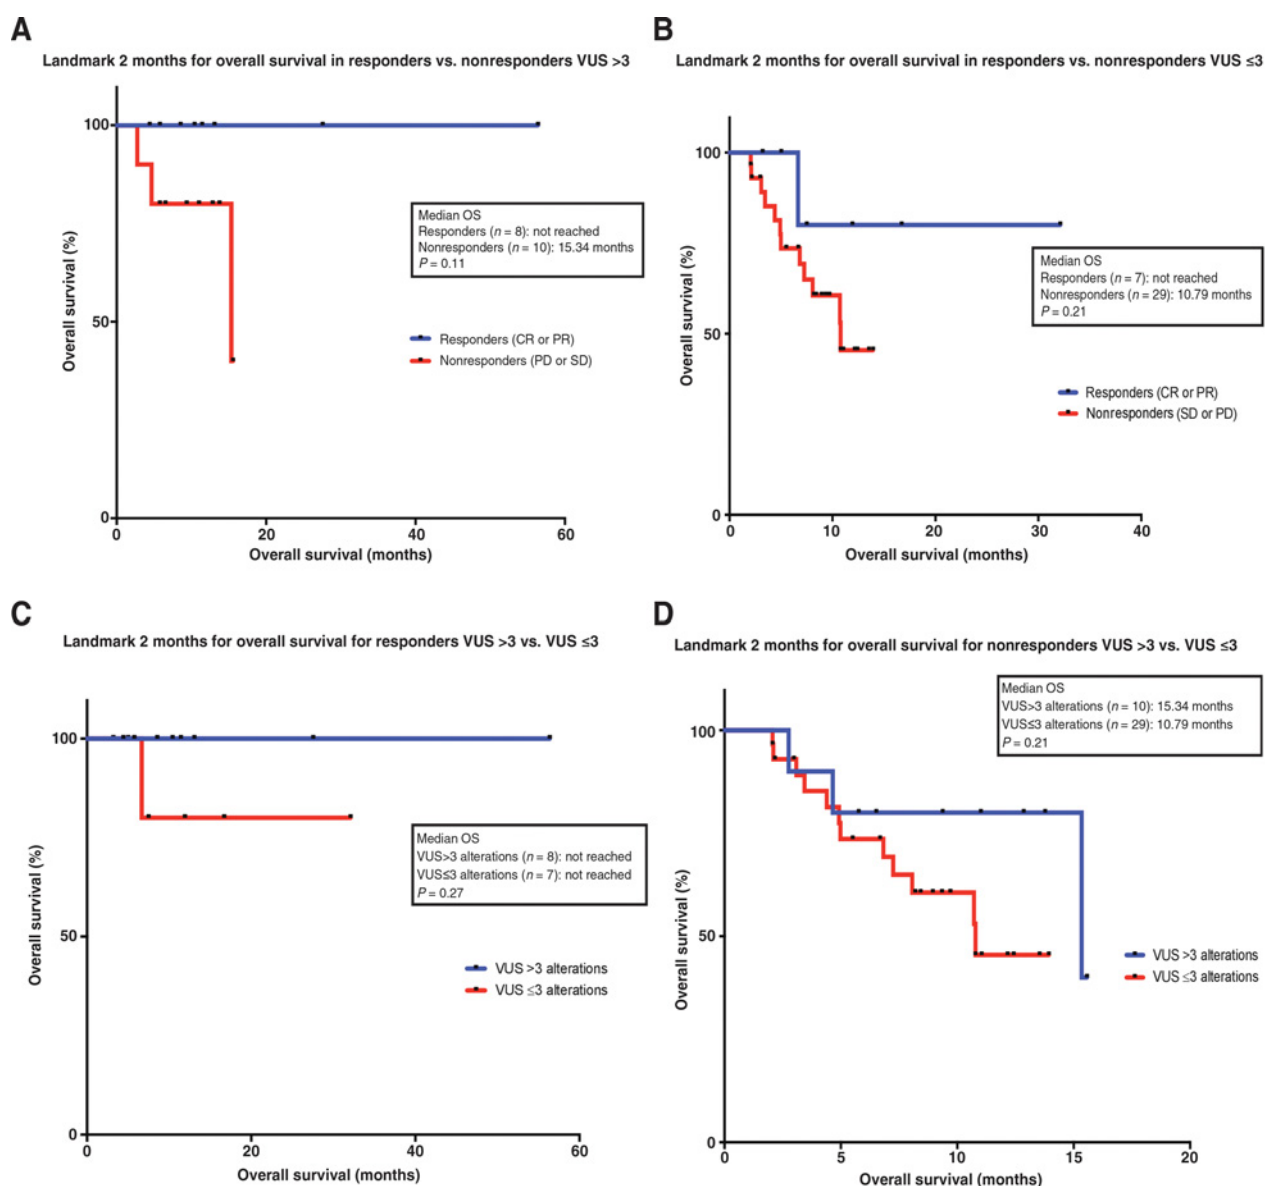 A
Landmark 2 months for overall survival in responders vs. nonresponders VUS >3
100
50
0
0
20
40
60
Overall survival (%)
Overall survival (months)
Median OS
Responders (n = 8): not reached
Nonresponders (n = 10): 15.34 months
P = 0.11
Responders (CR or PR)
Nonresponders (PD or SD)
B
Landmark 2 months for overall survival in responders vs. nonresponders VUS ≤3
100
50
0
0
10
20
30
40
Overall survival (%)
Overall survival (months)
Median OS
Responders (n = 7): not reached
Nonresponders (n = 29): 10.79 months
P = 0.21
Responders (CR or PR)
Nonresponders (SD or PD)
C
Landmark 2 months for overall survival for responders VUS >3 vs. VUS ≤3
100
50
0
0
20
40
60
Overall survival (%)
Overall survival (months)
Median OS
VUS>3 alterations (n = 8): not reached
VUS≤3 alterations (n = 7): not reached
P = 0.27
VUS >3 alterations
VUS ≤3 alterations
D
Landmark 2 months for overall survival for nonresponders VUS >3 vs. VUS ≤3
Median OS
VUS>3 alterations (n = 10): 15.34 months
VUS≤3 alterations (n = 29): 10.79 months
P = 0.21
100
50
0
0
5
10
15
20
Overall survival (%)
Overall survival (months)
VUS >3 alterations
VUS ≤3 alterations